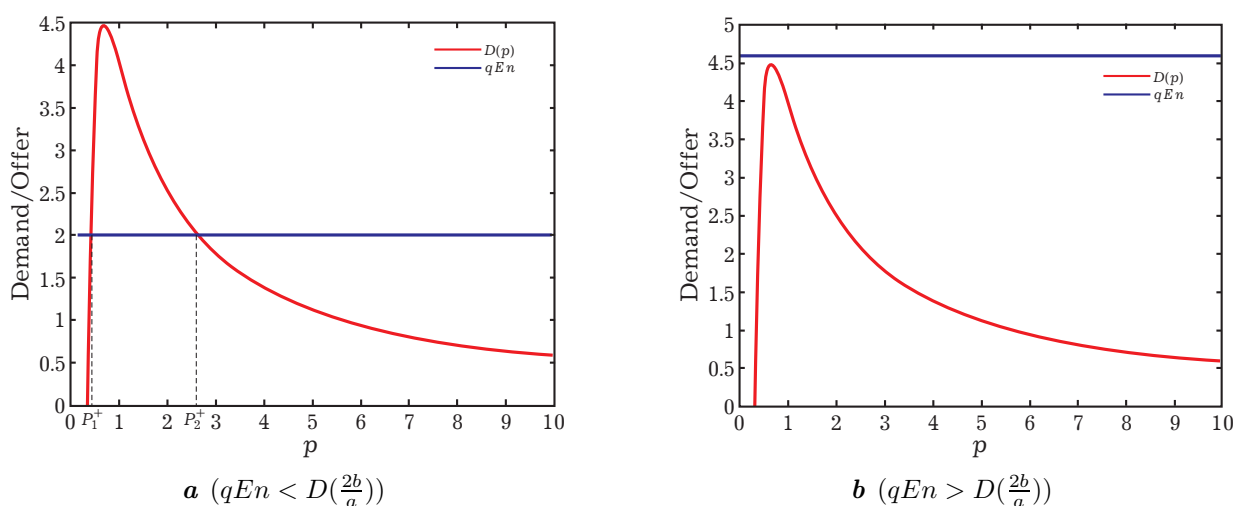 4.5
4
3.5
3
2.5
2
1.5
1
0.5
0
Demand/Offer
D(p)
qEn
0 P₁⁺ 1 P₂⁺ 2 3 4 5 6 7 8 9 10
p
a (qEn < D(2b/a))
5
4.5
4
3.5
3
2.5
2
1.5
1
0.5
0
Demand/Offer
D(p)
qEn
0 1 2 3 4 5 6 7 8 9 10
p
b (qEn > D(2b/a))